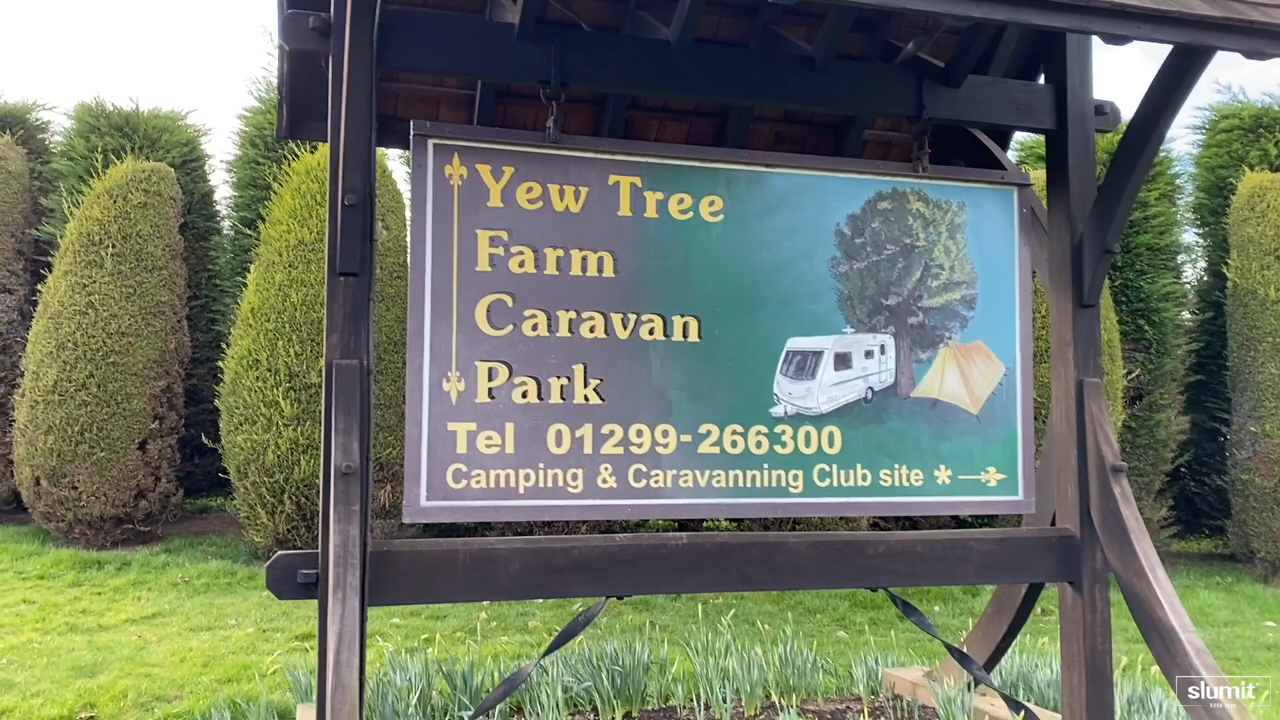 Yew Tree
Farm
Caravan
Park
Tel 01299-266300
Camping & Caravanning Club site *
slumit